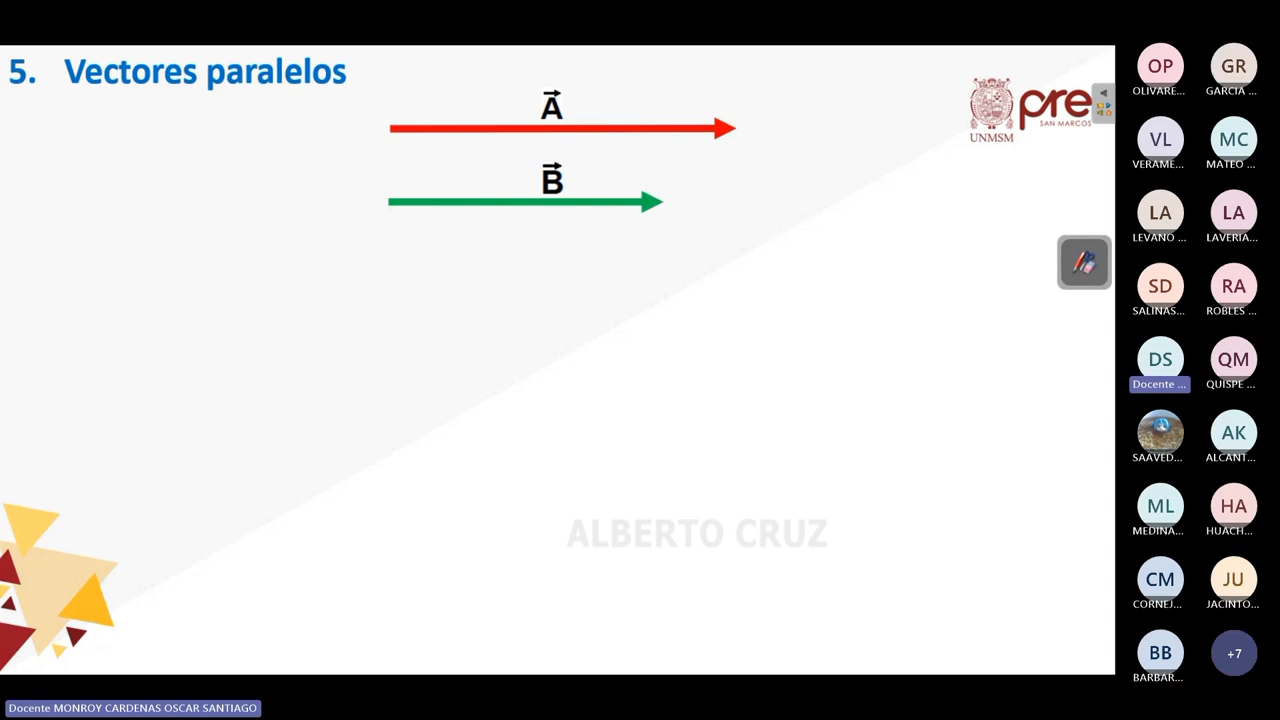 5. Vectores paralelos
A
B
UNMSM
pre
SAN MARCOS
ALBERTO CRUZ
OP
OLIVARE...
GR
GARCIA ...
VL
VERAME...
MC
MATEO ...
LA
LEVANO ...
LA
LAVERIA...
SD
SALINAS...
RA
ROBLES ...
DS
Docente ...
QM
QUISPE ...
SAAVED...
AK
ALCANT...
ML
MEDINA...
HA
HUACH...
CM
CORNEJ...
JU
JACINTO...
BB
BARBAR...
+7
Docente MONROY CARDENAS OSCAR SANTIAGO